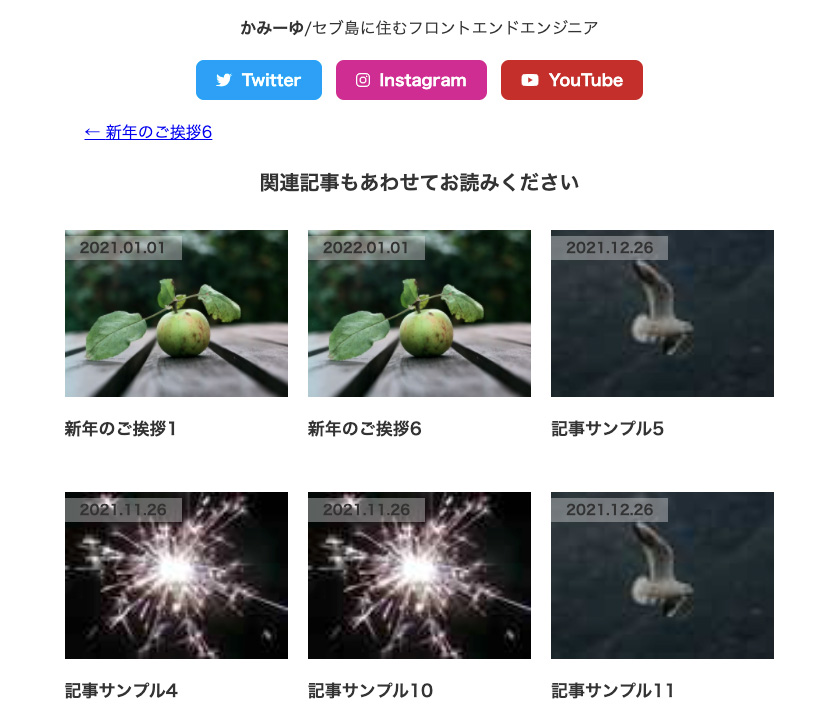 かみーゆ/セブ島に住むフロントエンドエンジニア
Twitter Instagram YouTube
← 新年のご挨拶6
関連記事もあわせてお読みください
2021.01.01 2022.01.01 2021.12.26
新年のご挨拶1 新年のご挨拶6 記事サンプル5
2021.11.26 2021.11.26 2021.12.26
記事サンプル4 記事サンプル10 記事サンプル11